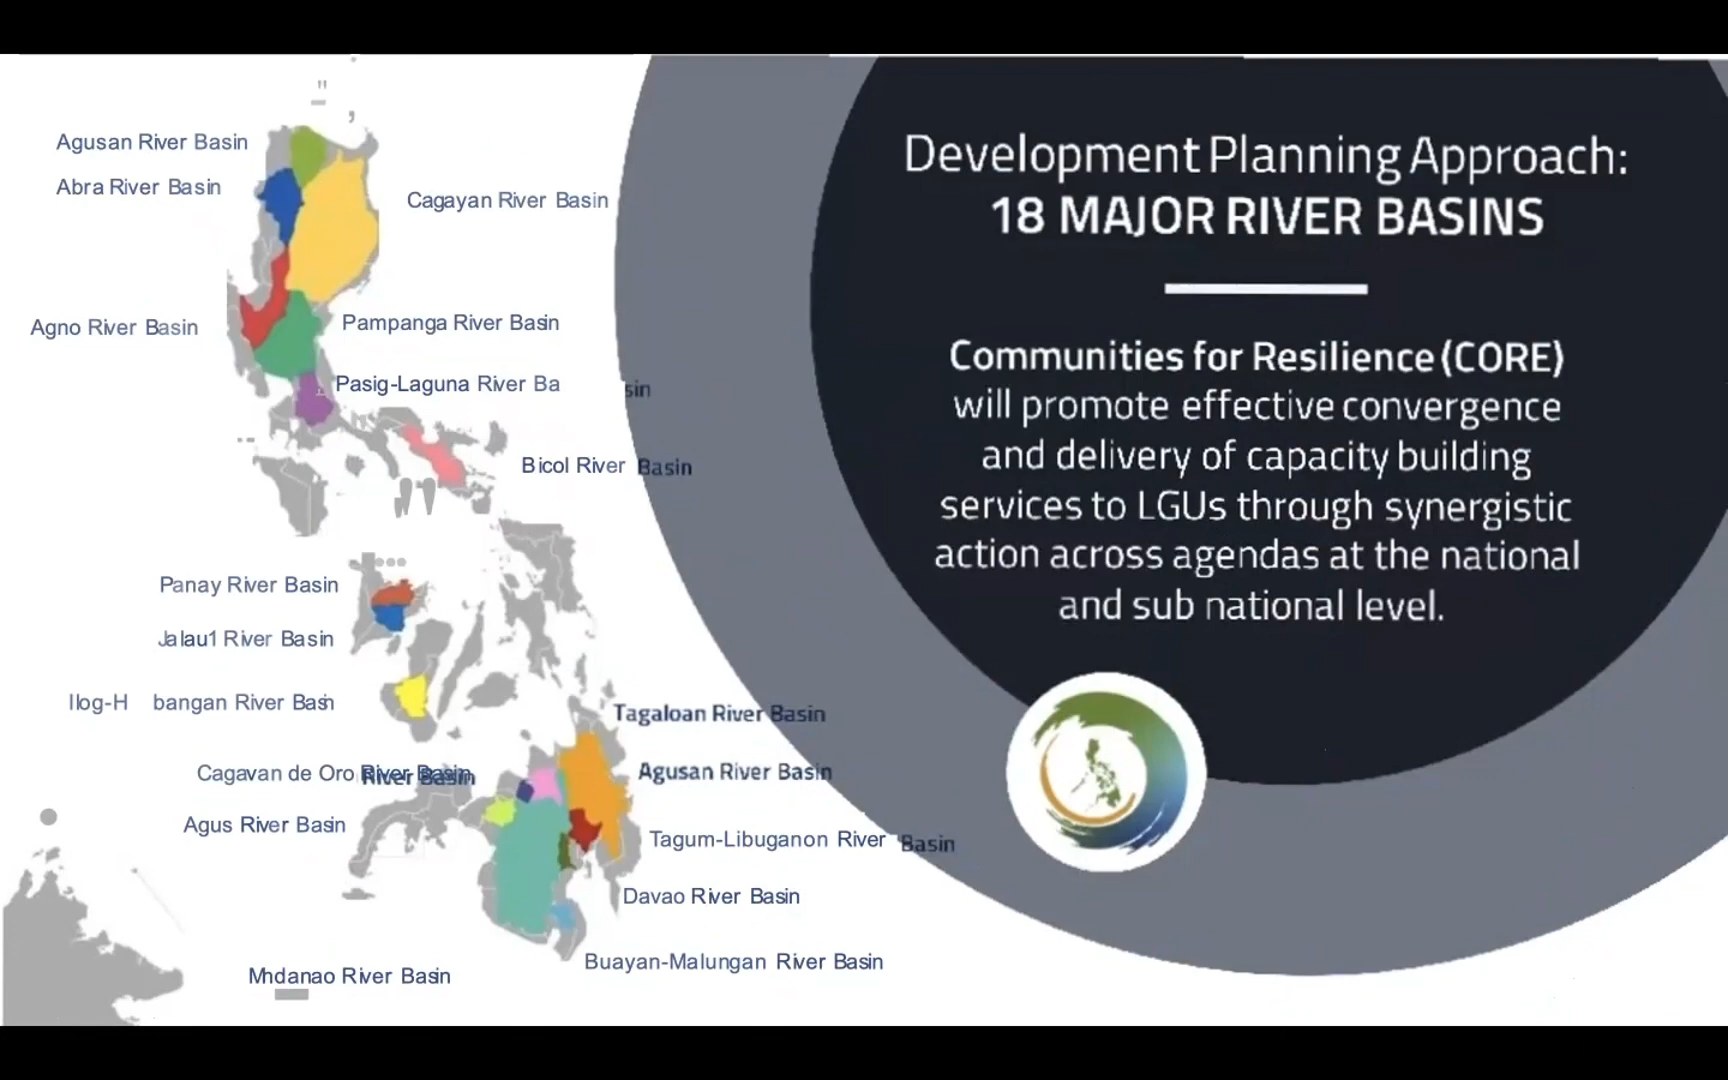 Agusan River Basin
Abra River Basin
Cagayan River Basin
Agno River Basin
Pampanga River Basin
Pasig-Laguna River Ba sin
Bicol River Basin
Panay River Basin
Jalau1 River Basin
Ilog-H bangan River Basin
Cagavan de Oro River Basin
River Basin
Agus River Basin
Tagaloan River Basin
Agusan River Basin
Tagum-Libuganon River Basin
Davao River Basin
Buayan-Malungan River Basin
Mndanao River Basin
Development Planning Approach:
18 MAJOR RIVER BASINS
Communities for Resilience (CORE)
will promote effective convergence
and delivery of capacity building
services to LGUs through synergistic
action across agendas at the national
and sub national level.